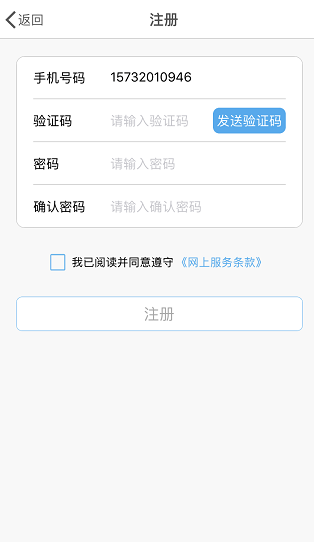 返回 注册
手机号码 15732010946
验证码 请输入验证码 发送验证码
密码 请输入密码
确认密码 请输入确认密码
我已阅读并同意遵守《网上服务条款》
注册